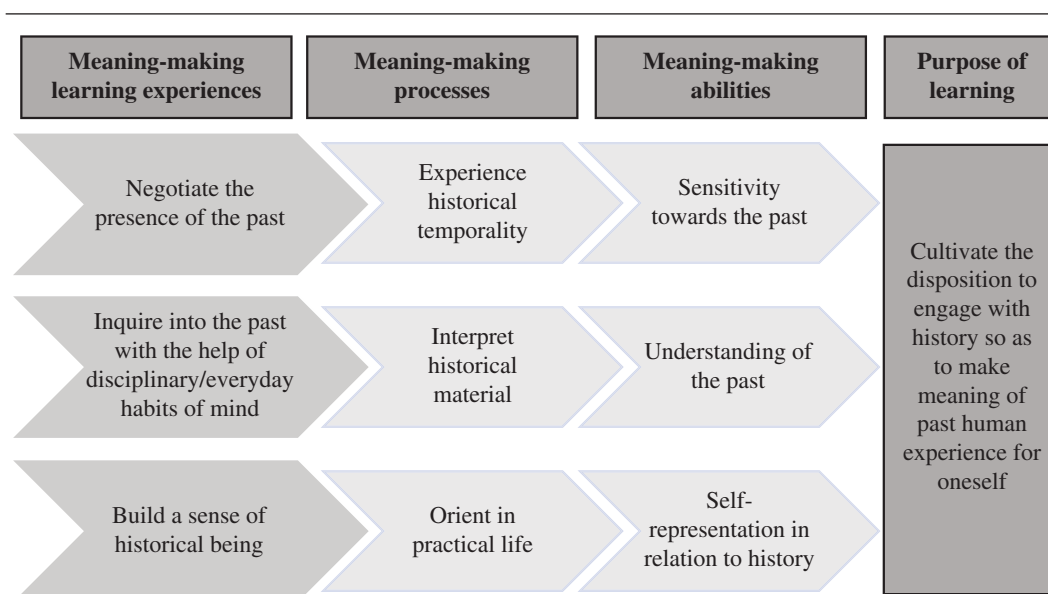 Meaning-making
learning experiences
Meaning-making
processes
Meaning-making
abilities
Purpose of
learning
Negotiate the
presence of the past
Experience
historical
temporality
Sensitivity
towards the past
Inquire into the past
with the help of
disciplinary/everyday
habits of mind
Interpret
historical
material
Understanding of
the past
Build a sense of
historical being
Orient in
practical life
Self-
representation in
relation to history
Cultivate the
disposition to
engage with
history so as
to make
meaning of
past human
experience for
oneself